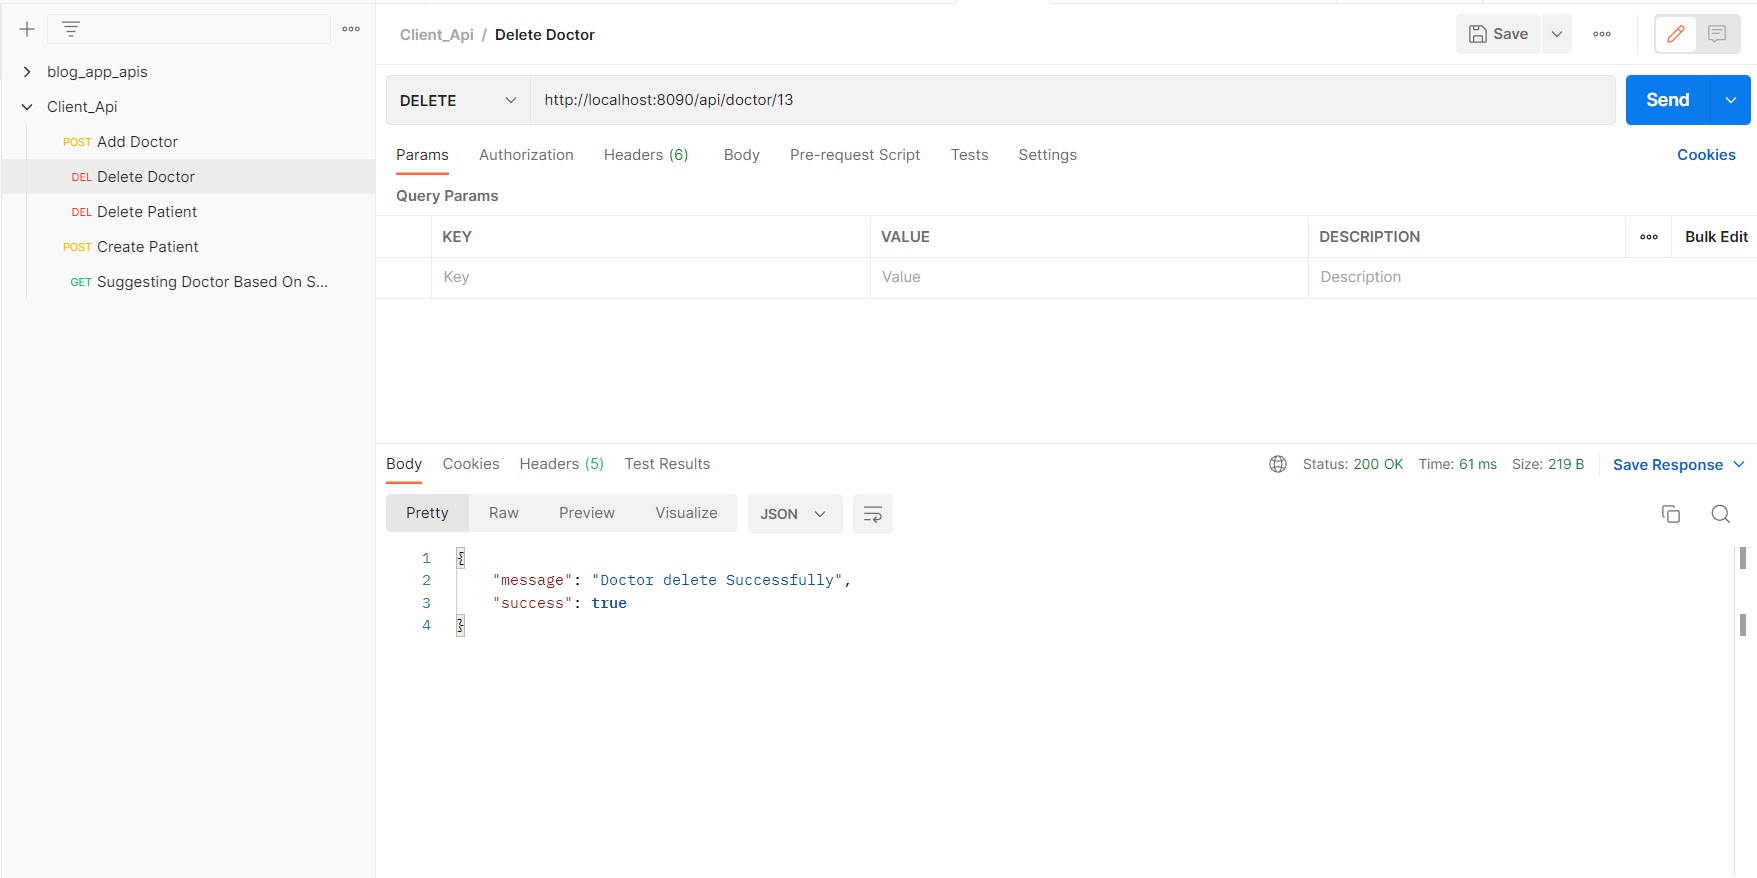 blog_app_apis
Client_Api
POST Add Doctor
DEL Delete Doctor
DEL Delete Patient
POST Create Patient
GET Suggesting Doctor Based On S...
Client_Api / Delete Doctor
Save
DELETE http://localhost:8090/api/doctor/13 Send
Params Authorization Headers (6) Body Pre-request Script Tests Settings Cookies
Query Params
KEY VALUE DESCRIPTION Bulk Edit
Key Value Description
Body Cookies Headers (5) Test Results Status: 200 OK Time: 61 ms Size: 219 B Save Response
Pretty Raw Preview Visualize JSON
1 {
2 "message": "Doctor delete Successfully",
3 "success": true
4 }